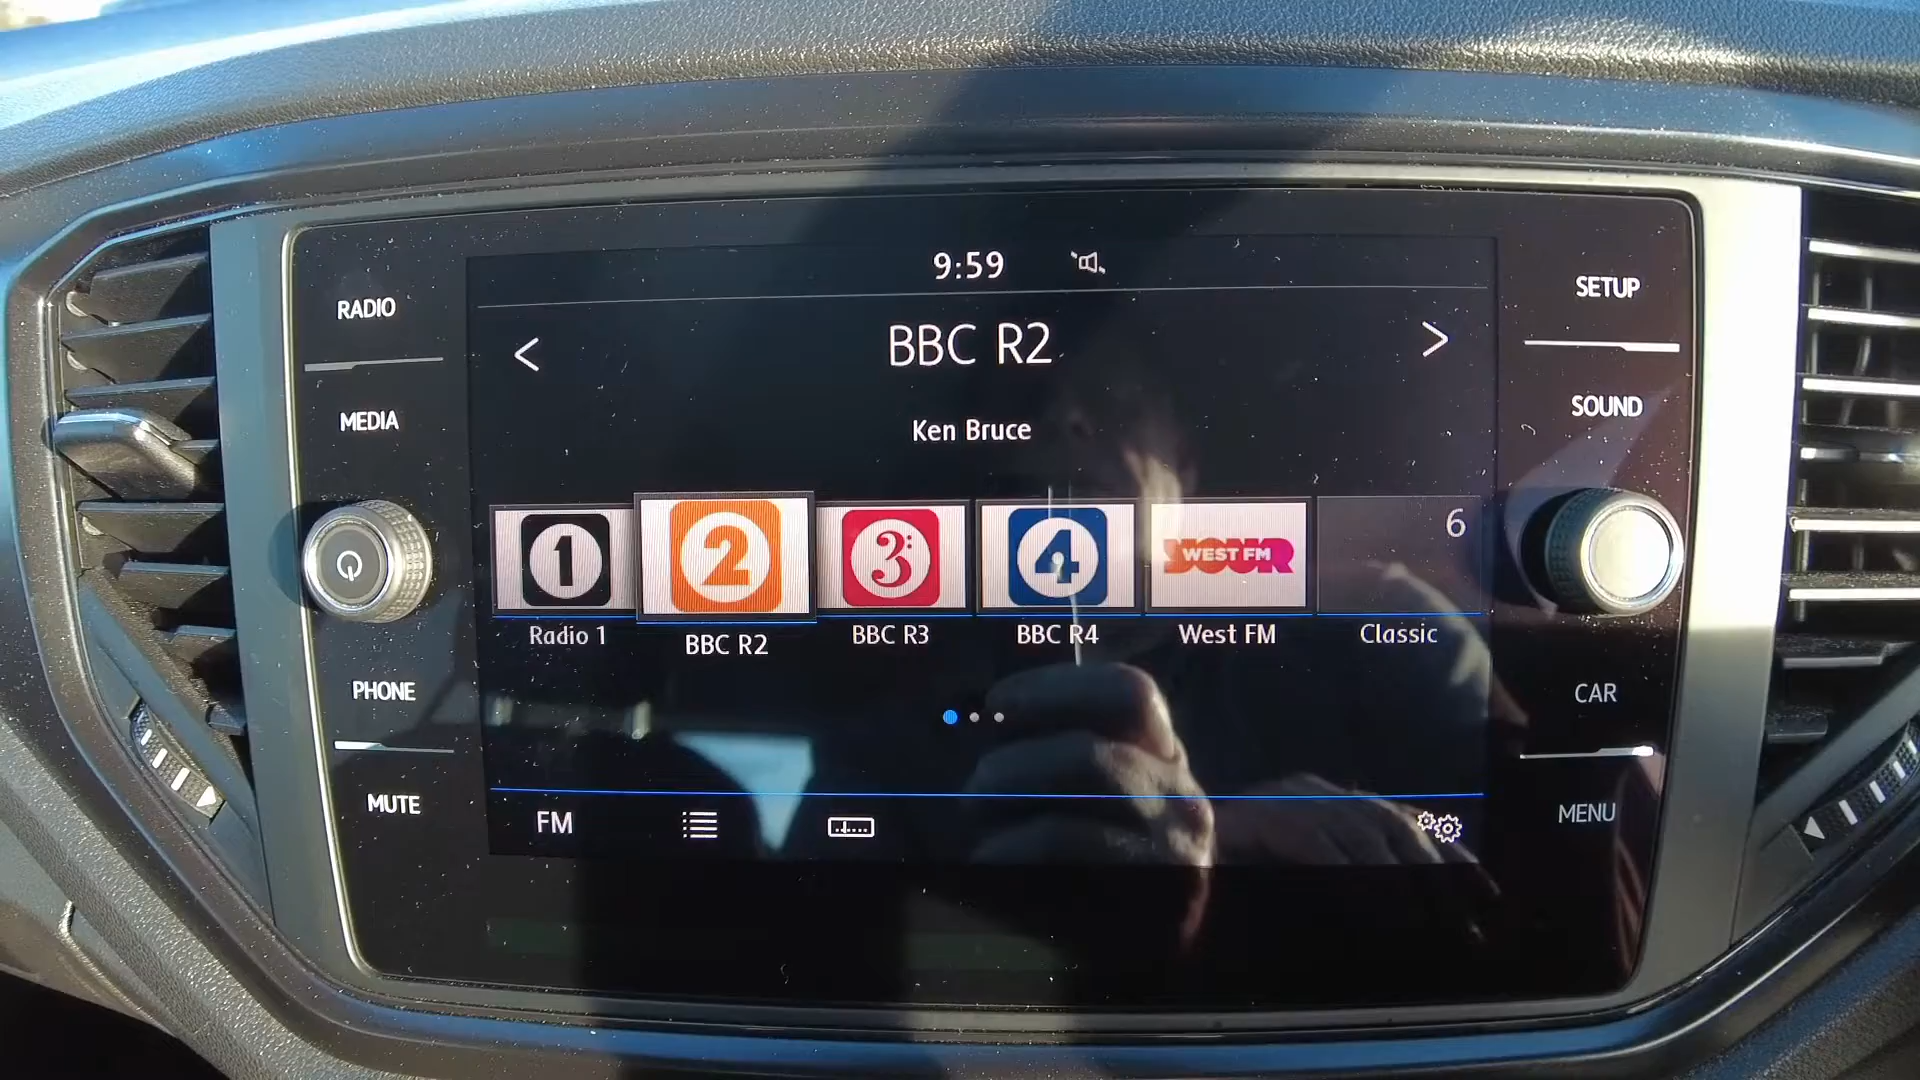 9:59
RADIO
SETUP
BBC R2
MEDIA
SOUND
Ken Bruce
1
2
3
4
YOUR
WEST FM
6
Radio 1
BBC R2
BBC R3
BBC R4
West FM
Classic
PHONE
CAR
MUTE
MENU
FM